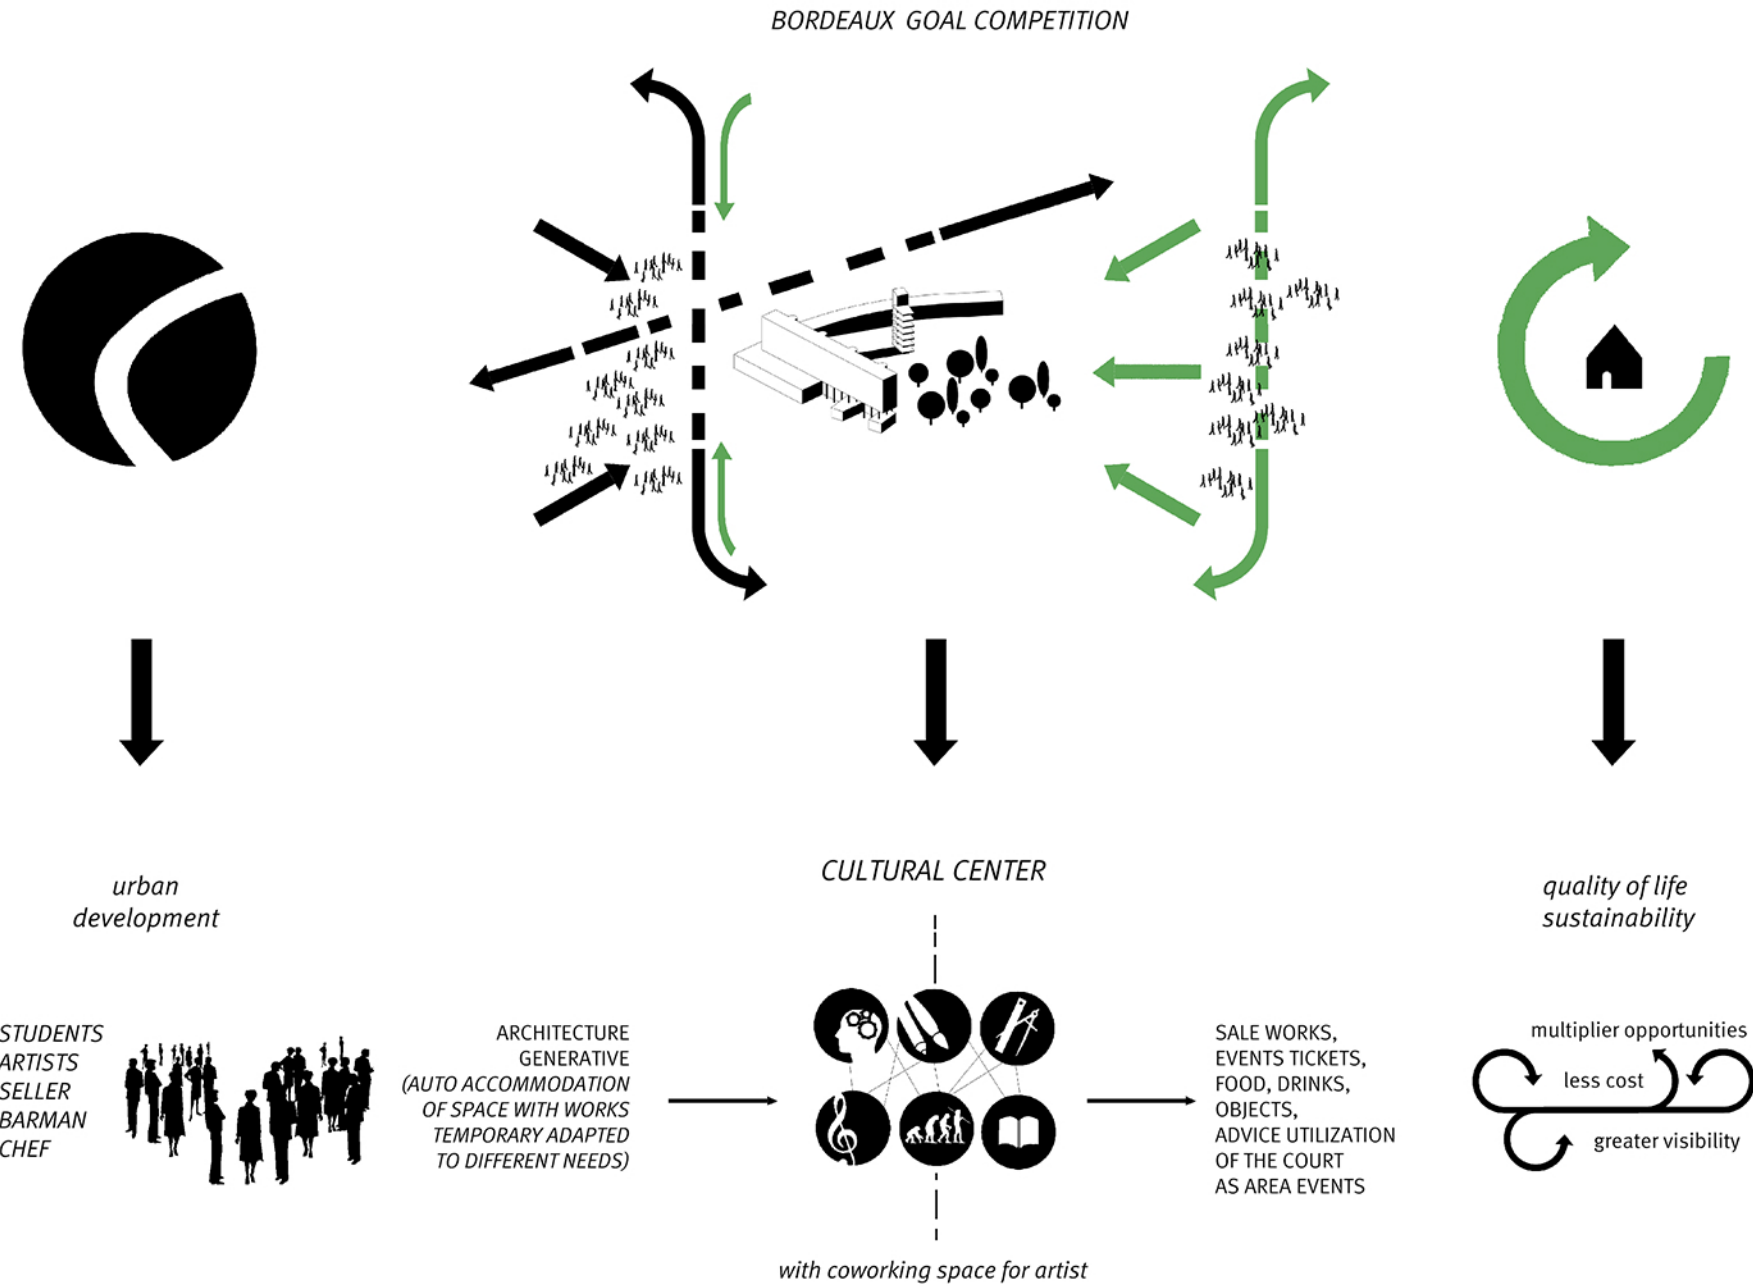 BORDEAUX GOAL COMPETITION
urban
development
CULTURAL CENTER
quality of life
sustainability
STUDENTS
ARTISTS
SELLER
BARMAN
CHEF
ARCHITECTURE
GENERATIVE
(AUTO ACCOMMODATION
OF SPACE WITH WORKS
TEMPORARY ADAPTED
TO DIFFERENT NEEDS)
SALE WORKS,
EVENTS TICKETS,
FOOD, DRINKS,
OBJECTS,
ADVICE UTILIZATION
OF THE COURT
AS AREA EVENTS
multiplier opportunities
less cost
greater visibility
with coworking space for artist